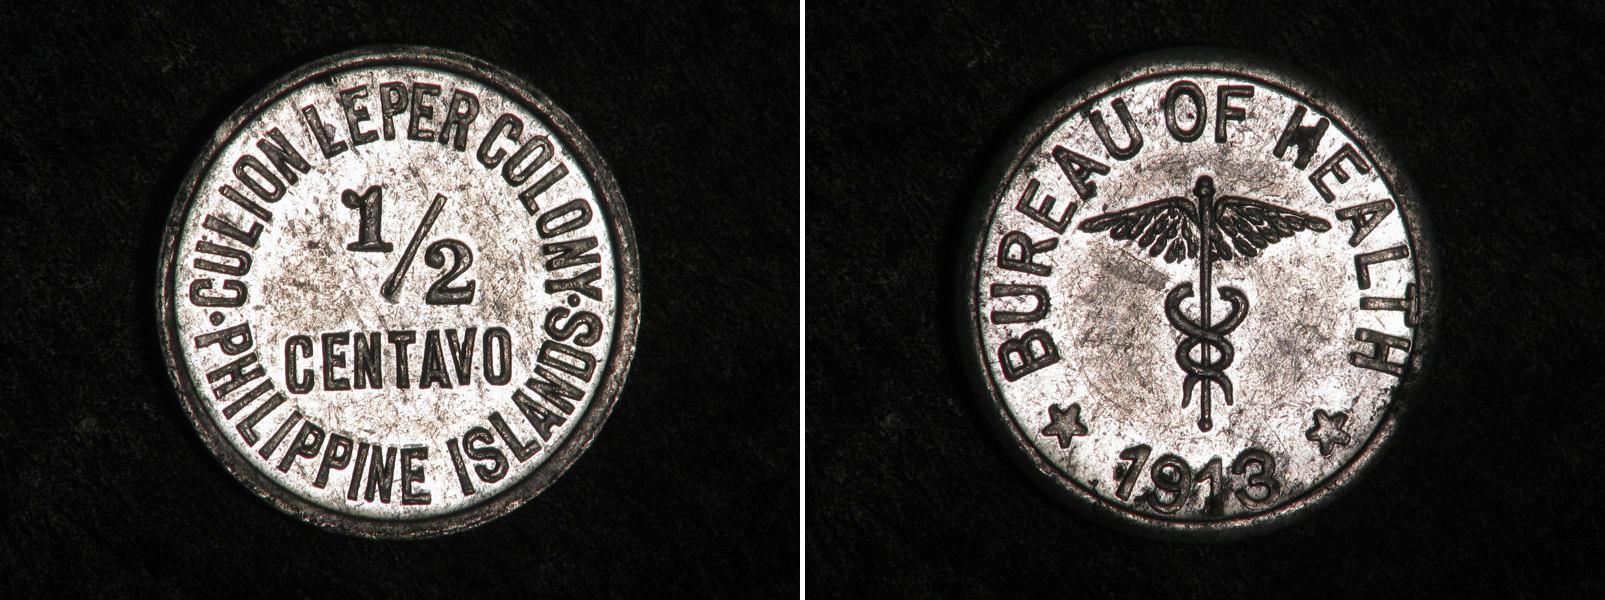 CULION LEPER COLONY
1/2
CENTAVO
PHILIPPINE ISLANDS
BUREAU OF HEALTH
1913